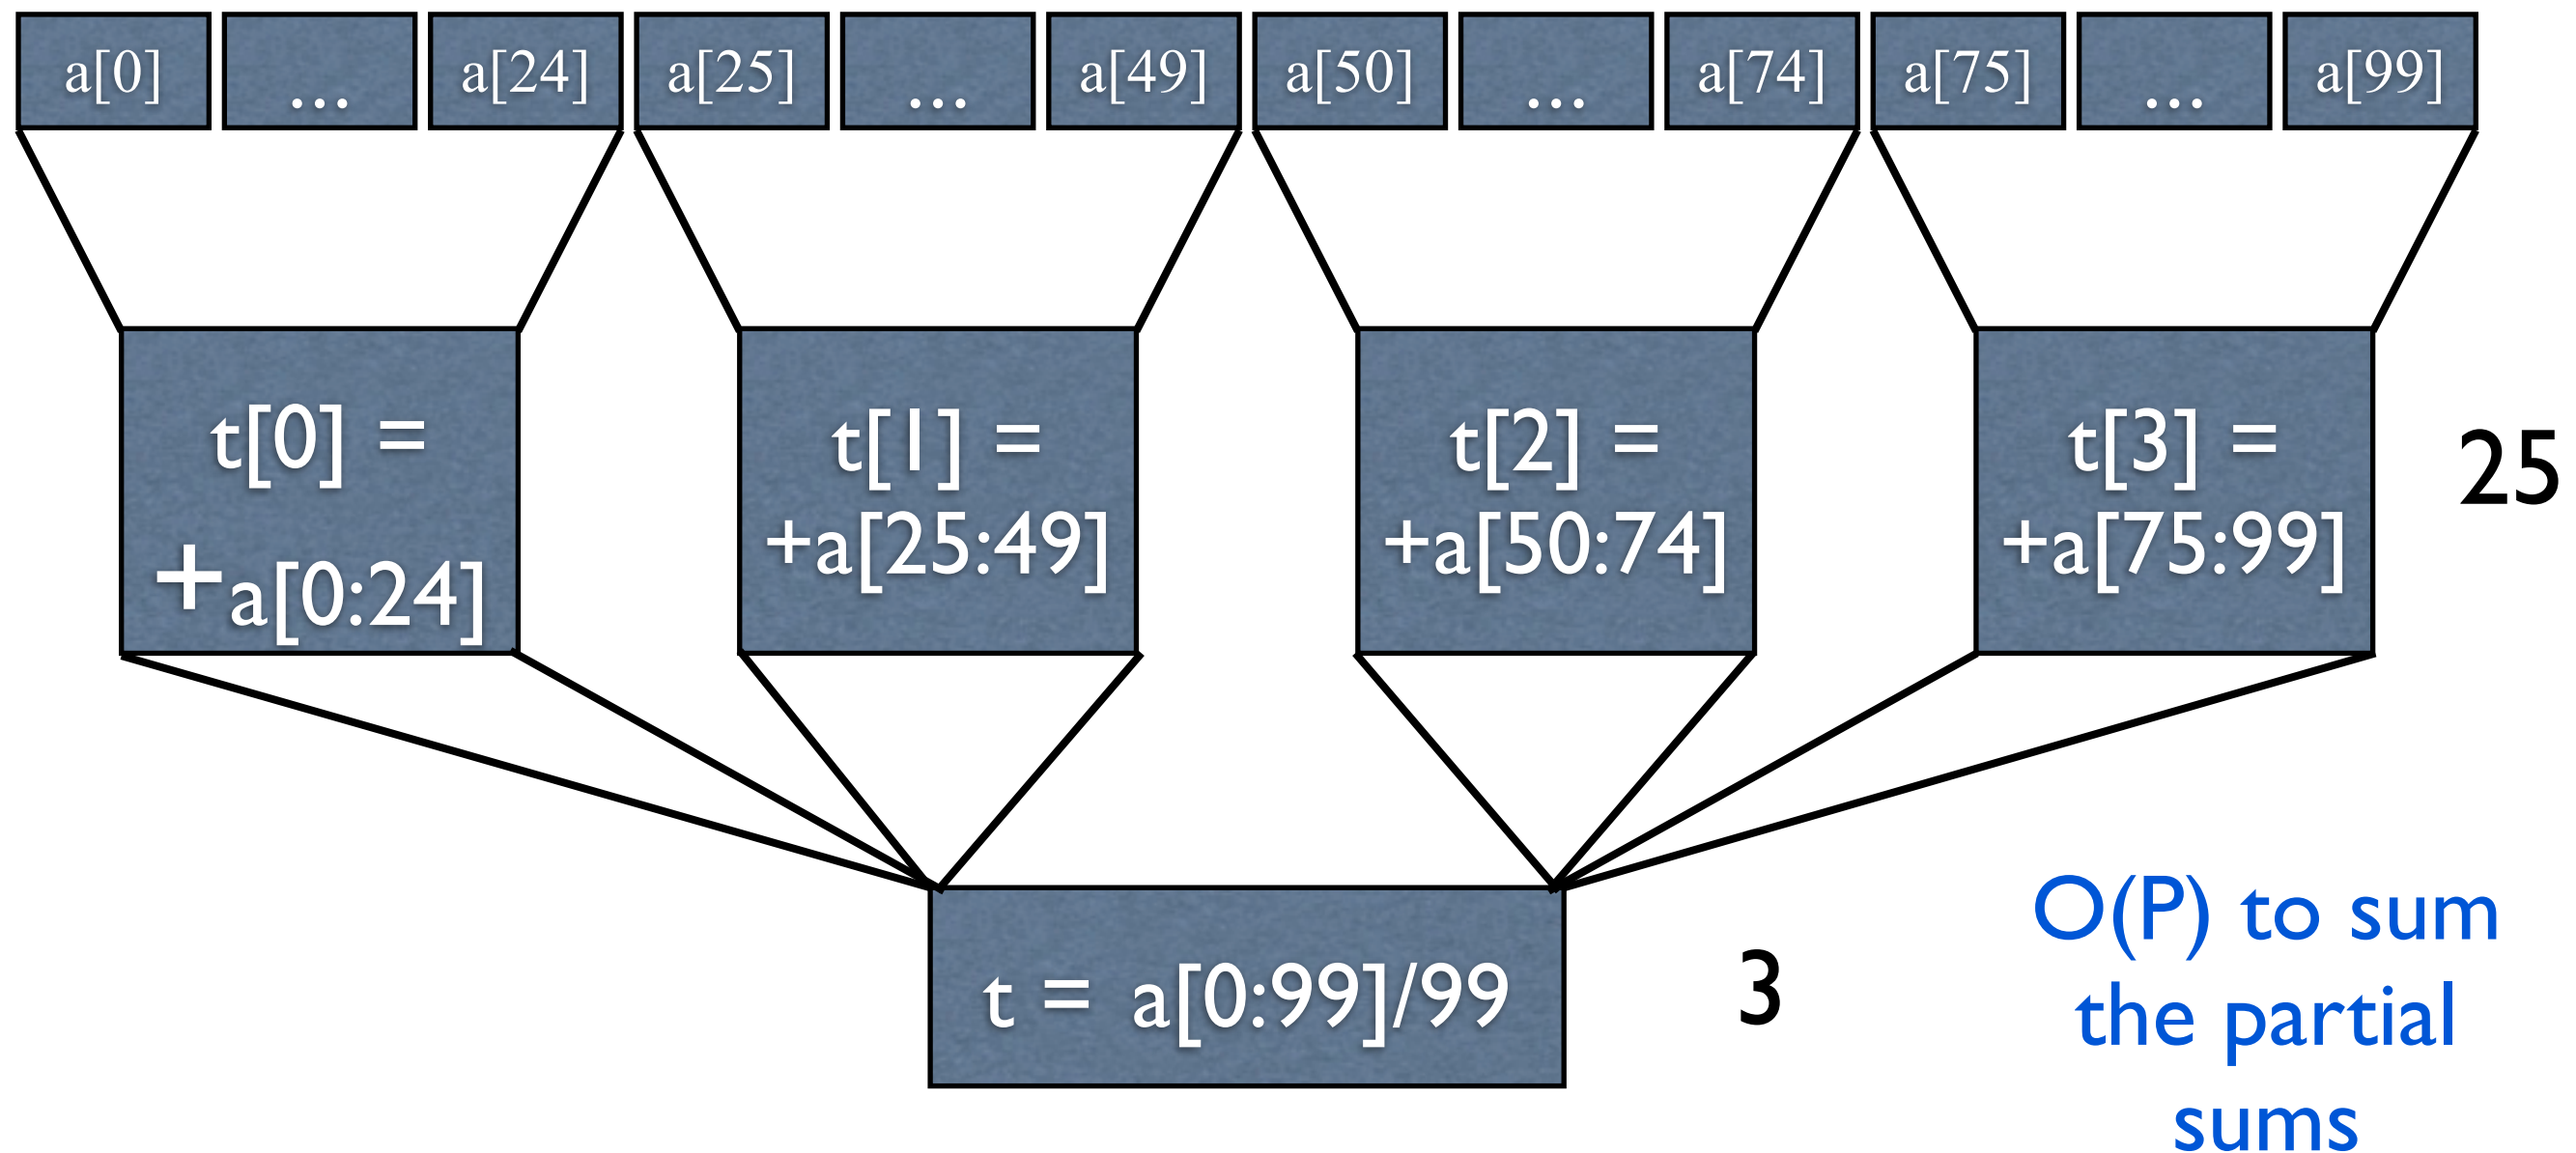 a[0] ... a[24] a[25] ... a[49] a[50] ... a[74] a[75] ... a[99]
t[0] =
+a[0:24]
t[1] =
+a[25:49]
t[2] =
+a[50:74]
t[3] =
+a[75:99]
25
t = a[0:99]/99
3
O(P) to sum
the partial
sums